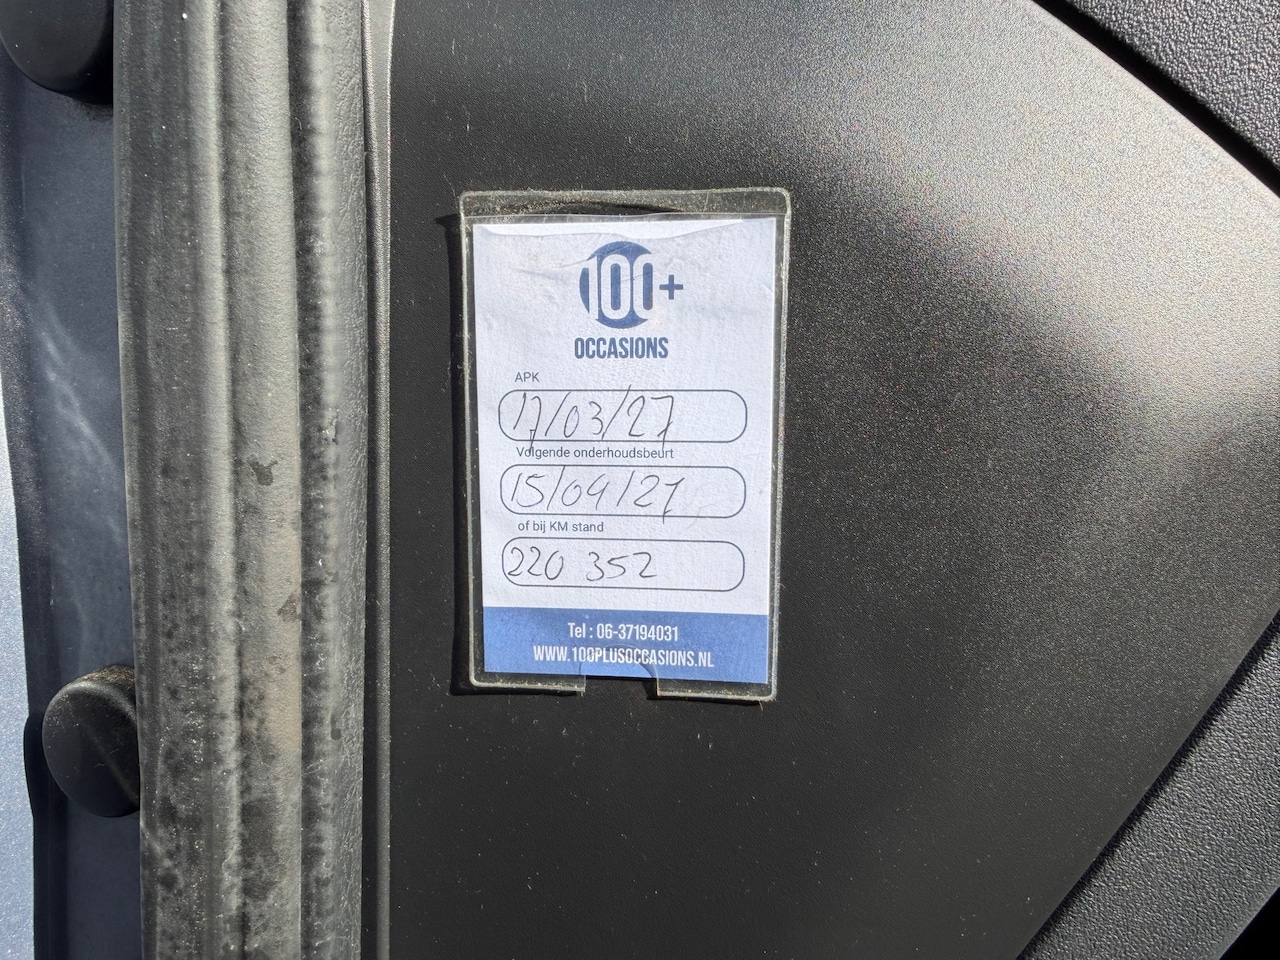 100+
OCCASIONS
APK
17/03/27
Volgende onderhoudsbeurt
15/04/27
of bij KM stand
220 352
Tel : 06-37194031
WWW.100PLUSOCCASIONS.NL